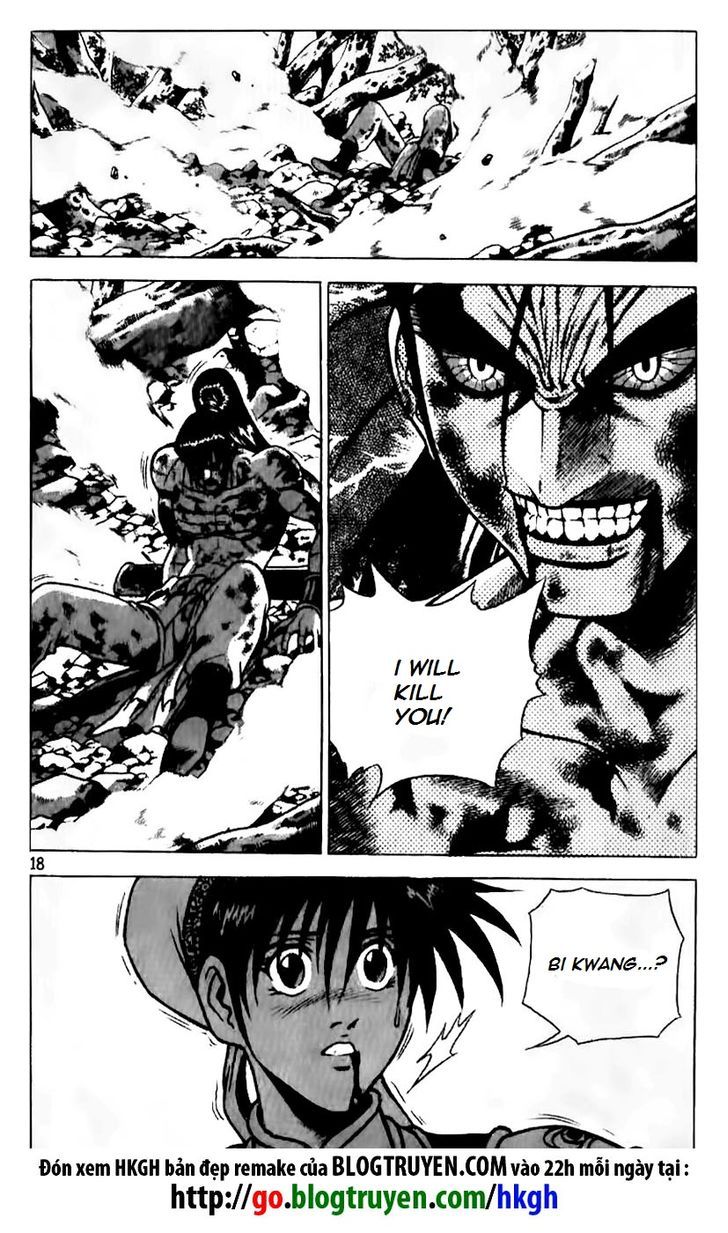 I WILL
KILL
YOU!
18
BI KWANG...?
Đón xem HKGH bản đẹp remake của BLOGTRUYEN.COM vào 22h mỗi ngày tại :
http://go.blogtruyen.com/hkgh